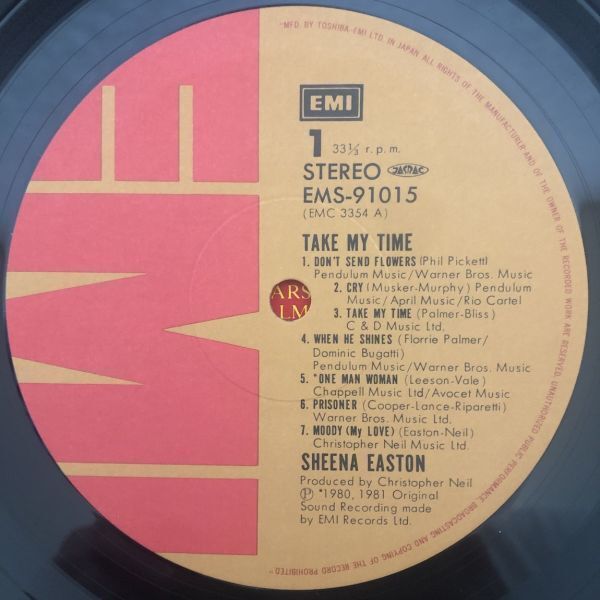 "MFD. BY TOSHIBA-EMI LTD. IN JAPAN ALL RIGHTS OF THE MANUFACTURER AND OF THE OWNER OF THE RECORDED WORK ARE RESERVED. UNAUTHORIZED PUBLIC PERFORMANCE, BROADCASTING AND COPYING OF THE RECORD PROHIBITED."
EMI
EMI
1 33⅓ r.p.m.
STEREO JASRAC
EMS-91015
(EMC 3354 A)
TAKE MY TIME
1. DON'T SEND FLOWERS (Phil Pickett)
Pendulum Music/Warner Bros. Music
2. CRY (Musker-Murphy) Pendulum
Music/April Music/Rio Cartel
3. TAKE MY TIME (Palmer-Bliss)
C & D Music Ltd.
ARS
LM
4. WHEN HE SHINES (Florrie Palmer/
Dominic Bugatti)
Pendulum Music/Warner Bros. Music
5. *ONE MAN WOMAN (Leeson-Vale)
Chappell Music Ltd/Avocet Music
6. PRISONER (Cooper-Lance-Riparetti)
Warner Bros. Music Ltd.
7. MOODY (My LOVE) (Easton-Neil)
Christopher Neil Music Ltd.
SHEENA EASTON
Produced by Christopher Neil
℗ *1980, 1981 Original
Sound Recording made
by EMI Records Ltd.